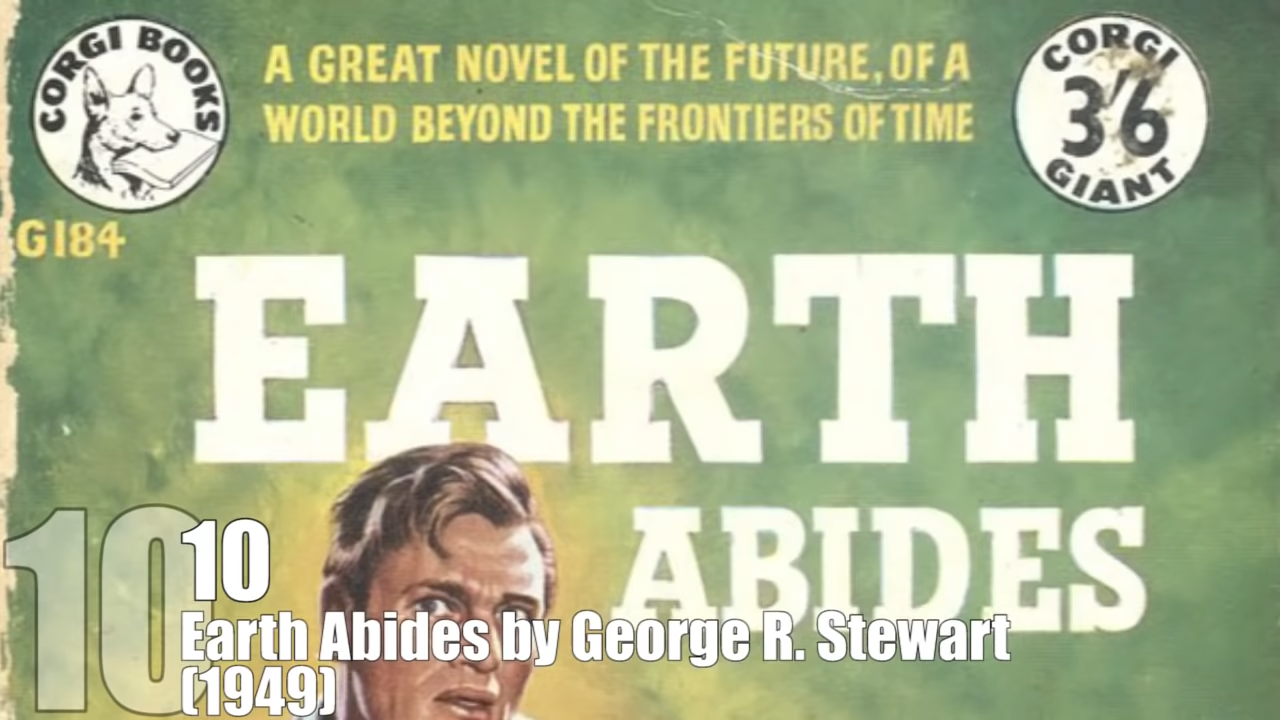 CORGI BOOKS
A GREAT NOVEL OF THE FUTURE, OF A
WORLD BEYOND THE FRONTIERS OF TIME
CORGI
3'6
GIANT
G184
EARTH
ABIDES
10
10
Earth Abides by George R. Stewart
(1949)